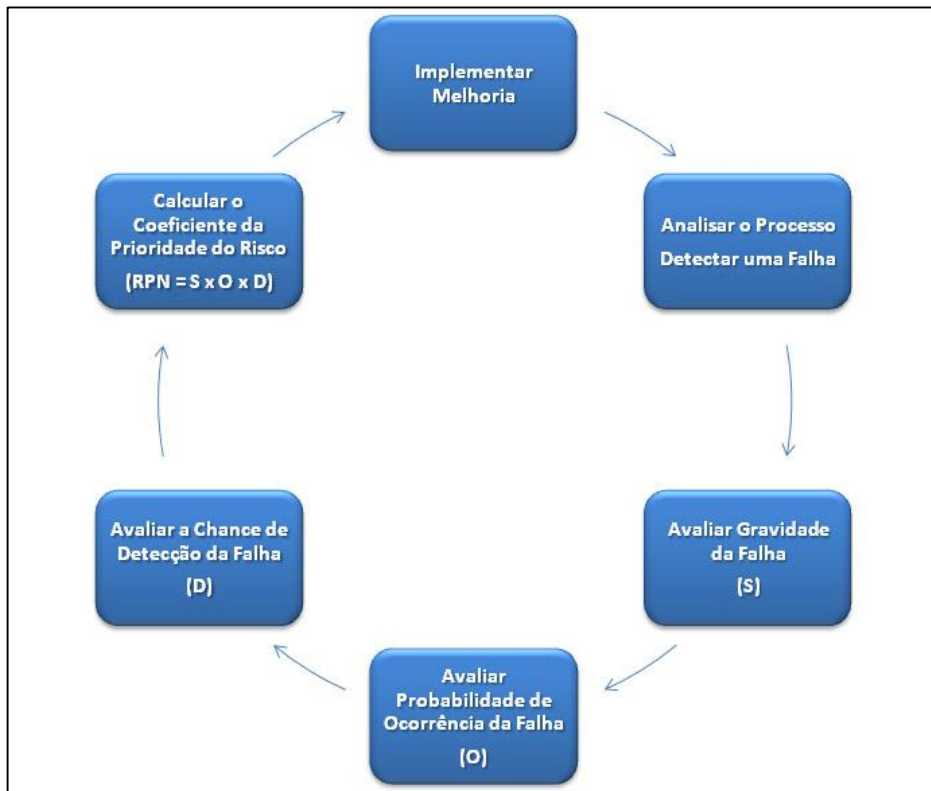 Implementar
Melhoria
Analisar o Processo
Detectar uma Falha
Avaliar Gravidade
da Falha
(S)
Avaliar
Probabilidade de
Ocorrência da Falha
(O)
Avaliar a Chance de
Detecção da Falha
(D)
Calcular o
Coeficiente da
Prioridade do Risco
(RPN = S x O x D)